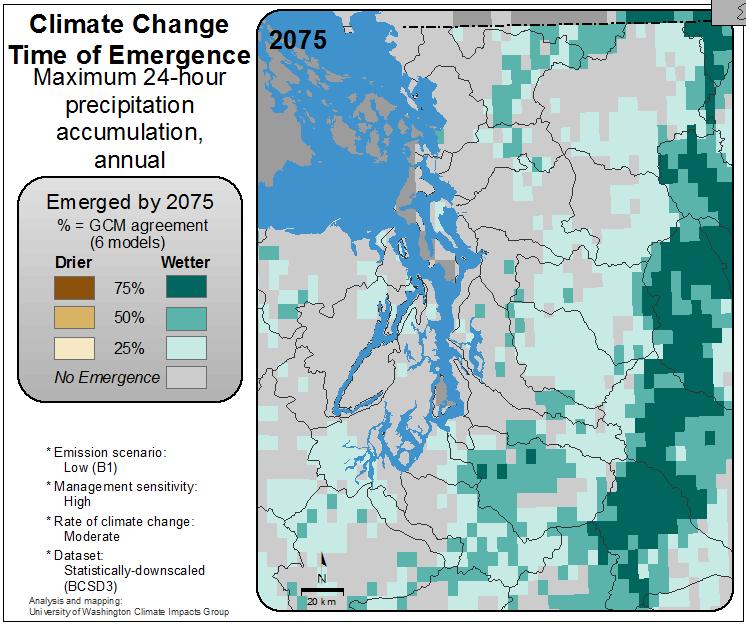 Climate Change
Time of Emergence
Maximum 24-hour
precipitation
accumulation,
annual
Emerged by 2075
% = GCM agreement
(6 models)
Drier Wetter
75%
50%
25%
No Emergence
* Emission scenario:
Low (B1)
* Management sensitivity:
High
* Rate of climate change:
Moderate
* Dataset:
Statistically-downscaled
(BCSD3)
Analysis and mapping:
University of Washington Climate Impacts Group
2075
N
20 km